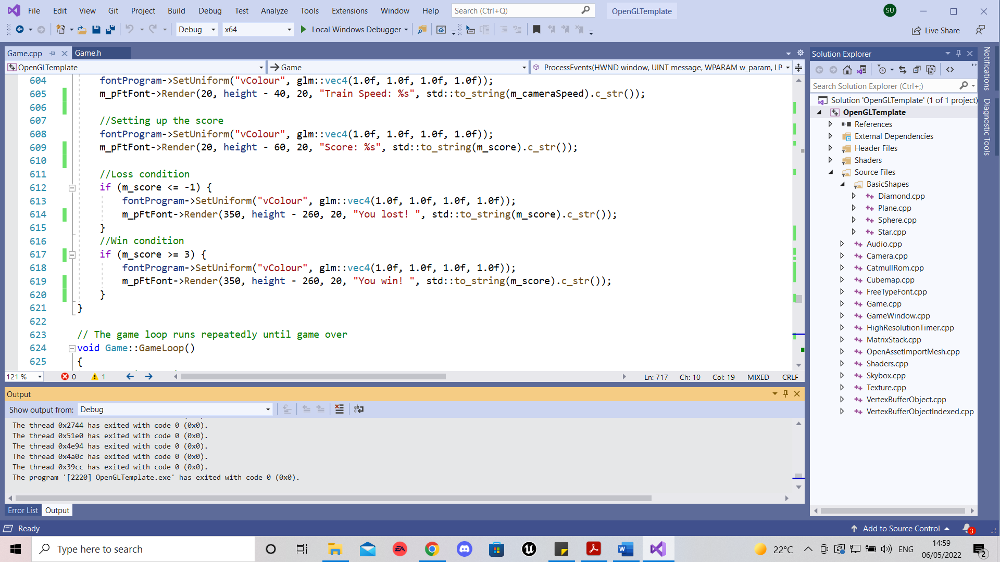 File Edit View Git Project Build Debug Test Analyze Tools Extensions Window Help Search (Ctrl+Q) OpenGLTemplate SU
Debug x64 Local Windows Debugger Live Share
Game.cpp Game.h
OpenGLTemplate Game ProcessEvents(HWND window, UINT message, WPARAM w_param, LP
604 fontProgram->SetUniform("vColour", glm::vec4(1.0f, 1.0f, 1.0f, 1.0f));
605 m_pFtFont->Render(20, height - 40, 20, "Train Speed: %s", std::to_string(m_cameraSpeed).c_str());
606
607 //Setting up the score
608 fontProgram->SetUniform("vColour", glm::vec4(1.0f, 1.0f, 1.0f, 1.0f));
609 m_pFtFont->Render(20, height - 60, 20, "Score: %s", std::to_string(m_score).c_str());
610
611 //Loss condition
612 if (m_score <= -1) {
613 fontProgram->SetUniform("vColour", glm::vec4(1.0f, 1.0f, 1.0f, 1.0f));
614 m_pFtFont->Render(350, height - 260, 20, "You lost! ", std::to_string(m_score).c_str());
615 }
616 //Win condition
617 if (m_score >= 3) {
618 fontProgram->SetUniform("vColour", glm::vec4(1.0f, 1.0f, 1.0f, 1.0f));
619 m_pFtFont->Render(350, height - 260, 20, "You win! ", std::to_string(m_score).c_str());
620 }
621 }
622
623 // The game loop runs repeatedly until game over
624 void Game::GameLoop()
625 {
121 % 0 1 Ln: 717 Ch: 10 Col: 19 MIXED CRLF
Output
Show output from: Debug
The thread 0x2744 has exited with code 0 (0x0).
The thread 0x51e0 has exited with code 0 (0x0).
The thread 0x4e94 has exited with code 0 (0x0).
The thread 0x4a0c has exited with code 0 (0x0).
The thread 0x39cc has exited with code 0 (0x0).
The program '[2220] OpenGLTemplate.exe' has exited with code 0 (0x0).
Error List Output
Solution Explorer
Search Solution Explorer (Ctrl+;)
Solution 'OpenGLTemplate' (1 of 1 project)
OpenGLTemplate
References
External Dependencies
Header Files
Shaders
Source Files
BasicShapes
Diamond.cpp
Plane.cpp
Sphere.cpp
Star.cpp
Audio.cpp
Camera.cpp
CatmullRom.cpp
Cubemap.cpp
FreeTypeFont.cpp
Game.cpp
GameWindow.cpp
HighResolutionTimer.cpp
MatrixStack.cpp
OpenAssetImportMesh.cpp
Shaders.cpp
Skybox.cpp
Texture.cpp
VertexBufferObject.cpp
VertexBufferObjectIndexed.cpp
Notifications
Diagnostic Tools
Ready Add to Source Control 3
Type here to search EA 22°C ENG 14:59
06/05/2022 2